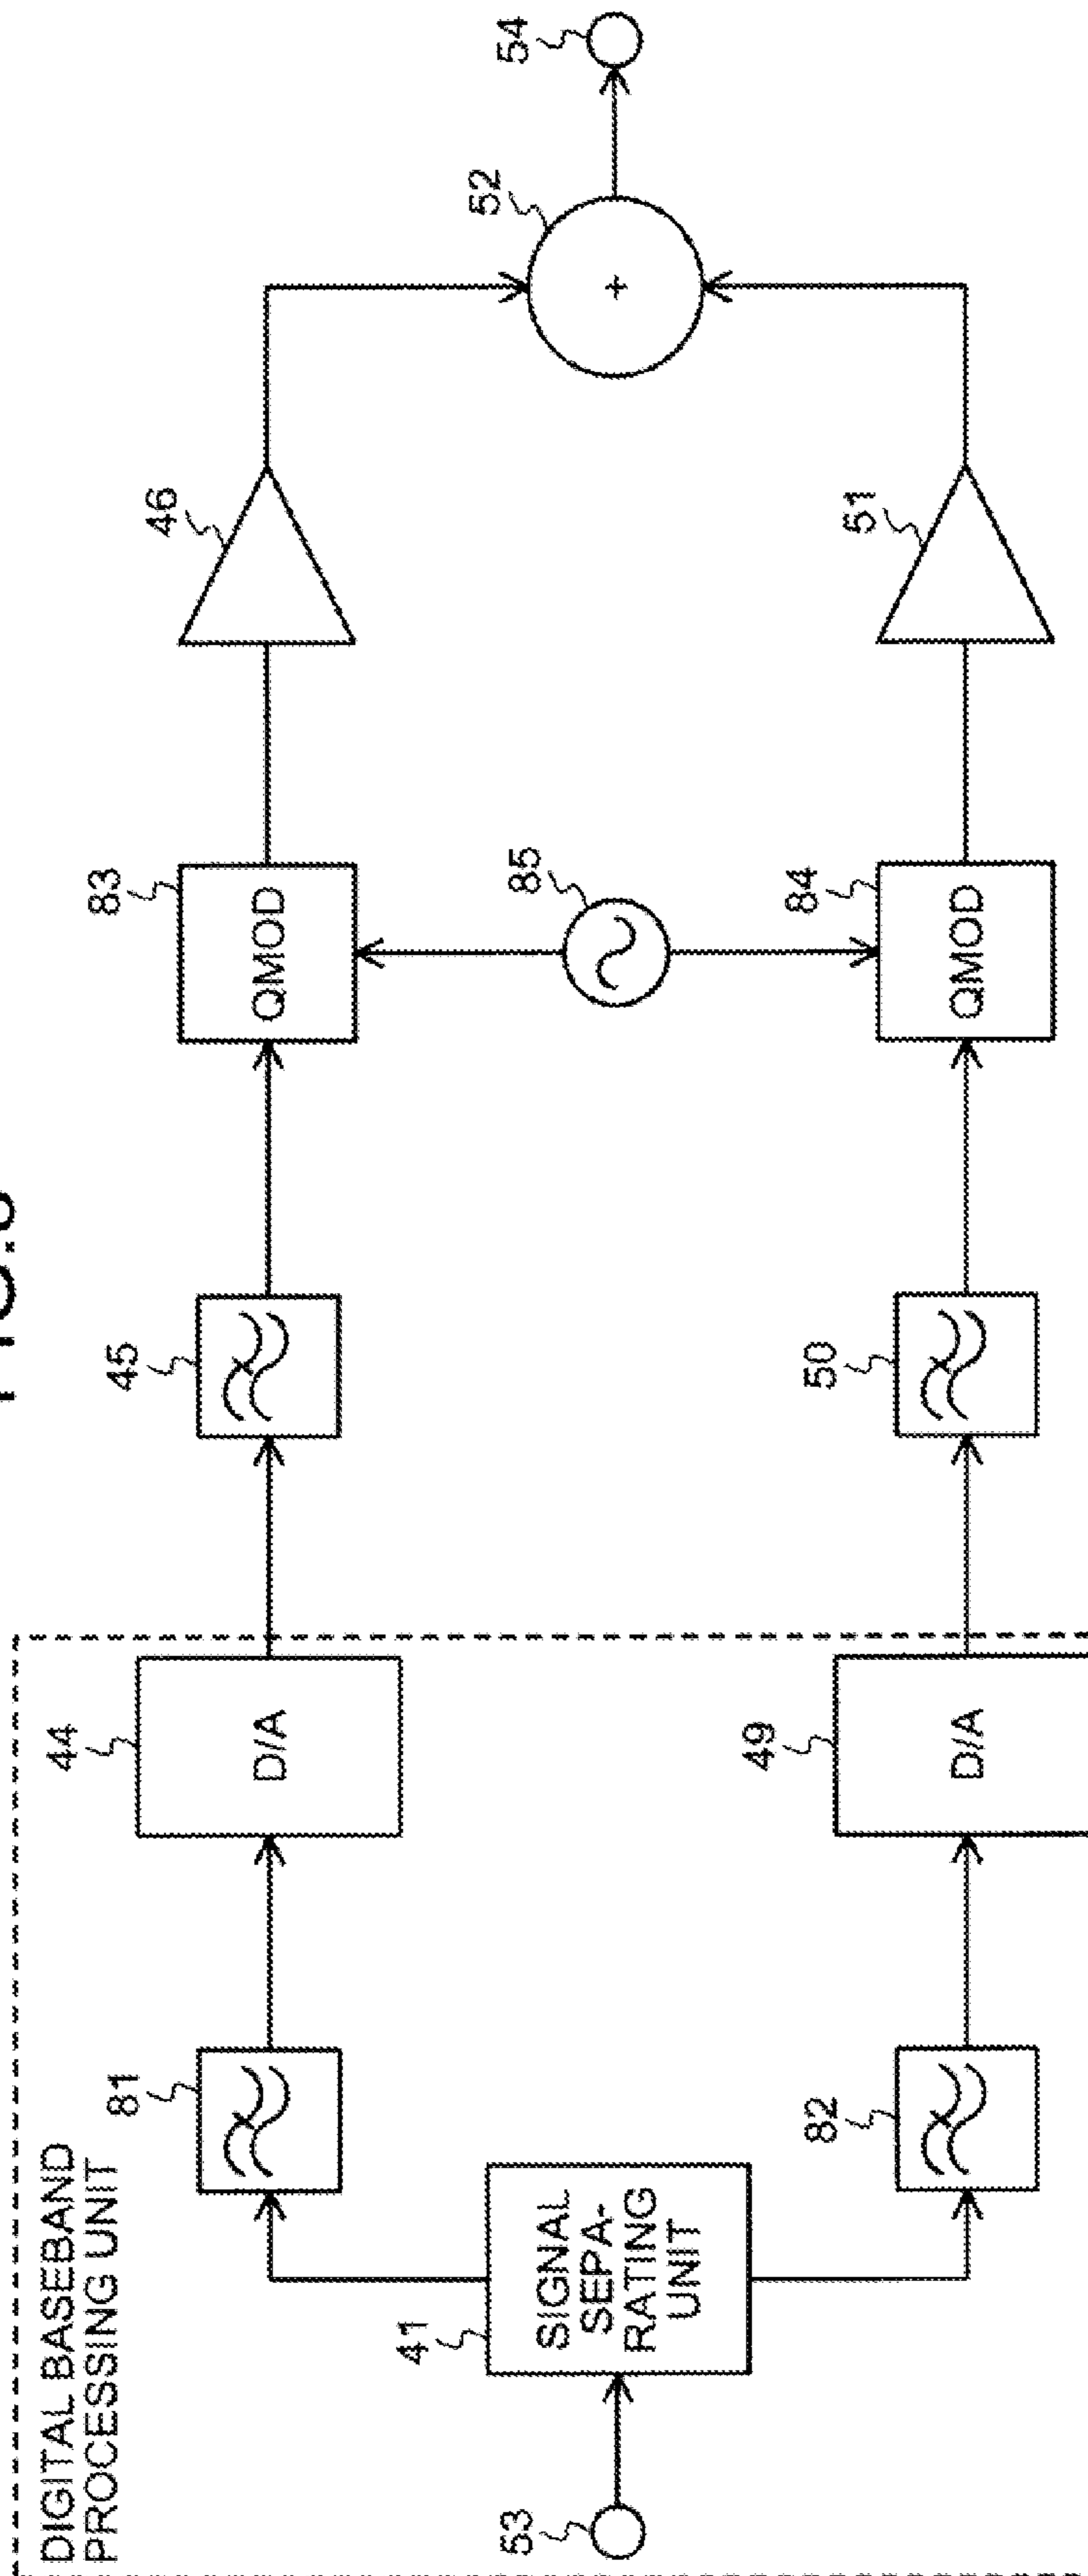 DIGITAL BASEBAND
PROCESSING UNIT
53
41
SIGNAL
SEPA-
RATING
UNIT
81
82
44
D/A
49
D/A
45
50
83
QMOD
84
QMOD
85
46
51
52
+
54